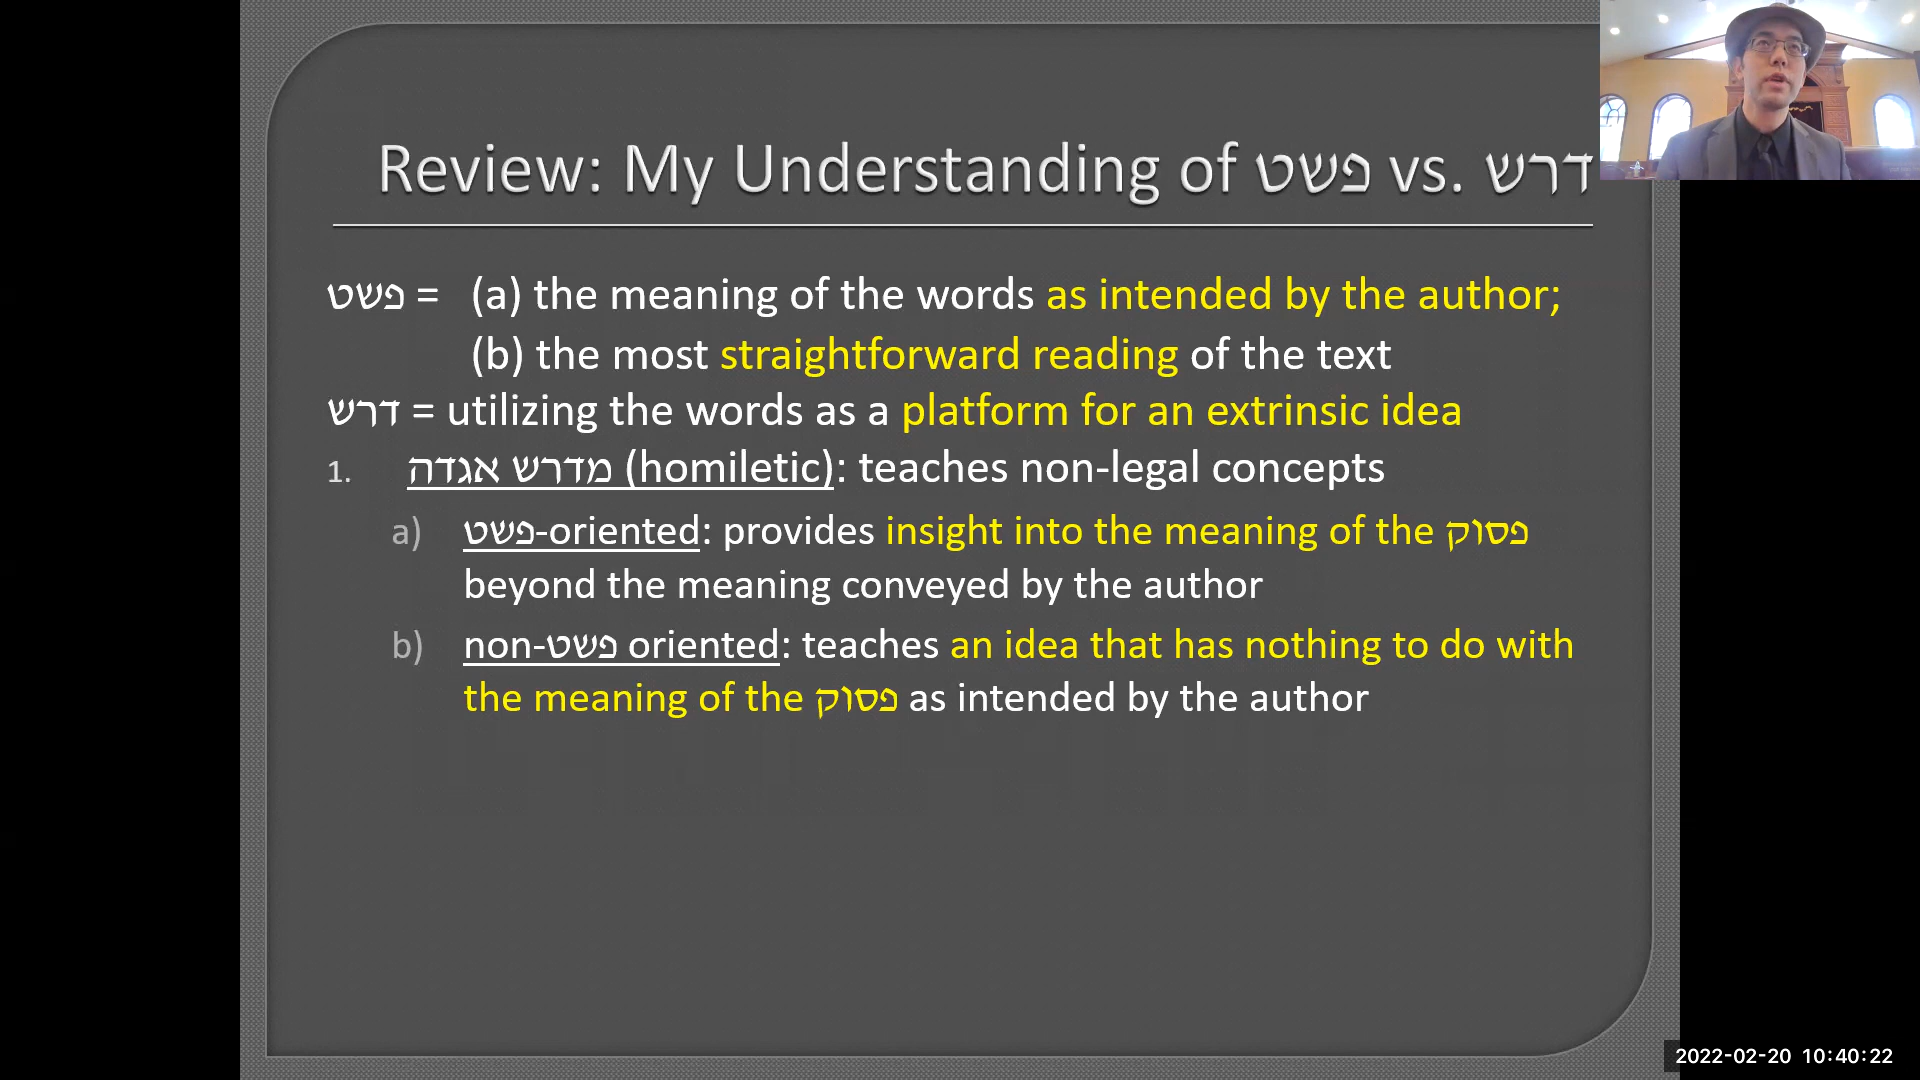 Review: My Understanding of פשט vs. דרש
פשט = (a) the meaning of the words as intended by the author;
(b) the most straightforward reading of the text
דרש = utilizing the words as a platform for an extrinsic idea
1. מדרש אגדה (homiletic): teaches non-legal concepts
a) פשט-oriented: provides insight into the meaning of the פסוק
beyond the meaning conveyed by the author
b) non-פשט oriented: teaches an idea that has nothing to do with
the meaning of the פסוק as intended by the author
2022-02-20 10:40:22